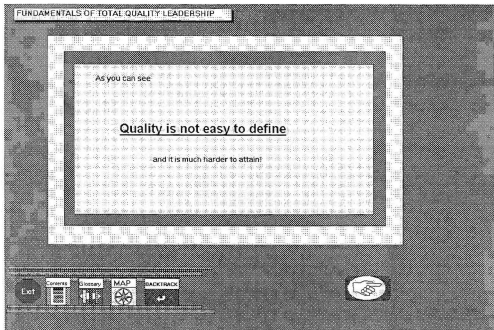 FUNDAMENTALS OF TOTAL QUALITY LEADERSHIP
As you can see
Quality is not easy to define
and it is much harder to attain!
Exit
Contents
Glossary
MAP
BACKTRACK